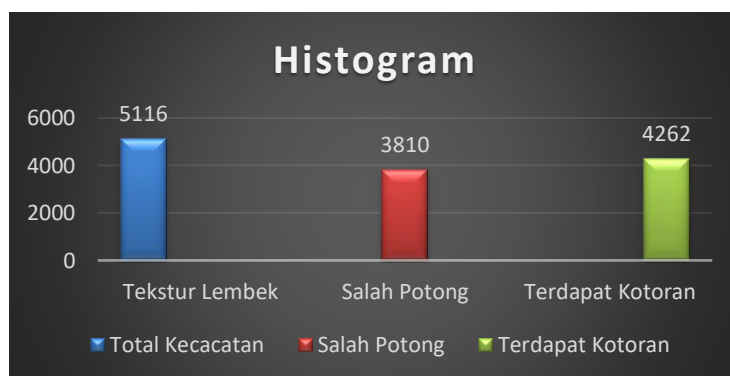 Histogram
6000
4000
2000
0
5116
3810
4262
Tekstur Lembek
Salah Potong
Terdapat Kotoran
Total Kecacatan
Salah Potong
Terdapat Kotoran